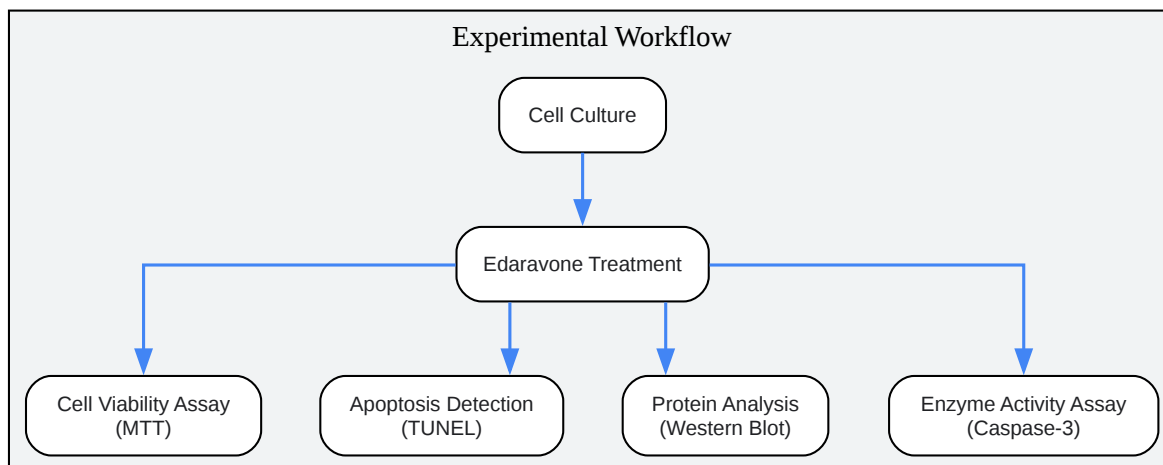 Experimental Workflow
Cell Culture
Edaravone Treatment
Cell Viability Assay
(MTT)
Apoptosis Detection
(TUNEL)
Protein Analysis
(Western Blot)
Enzyme Activity Assay
(Caspase-3)